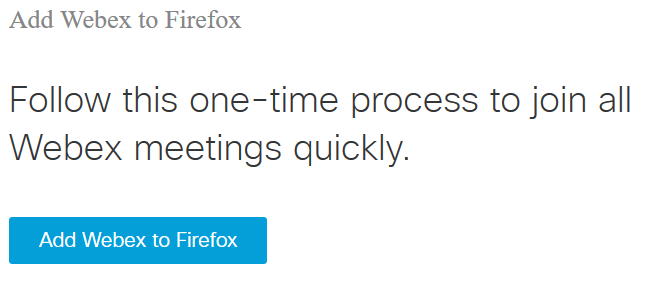 Add Webex to Firefox
Follow this one-time process to join all
Webex meetings quickly.
Add Webex to Firefox